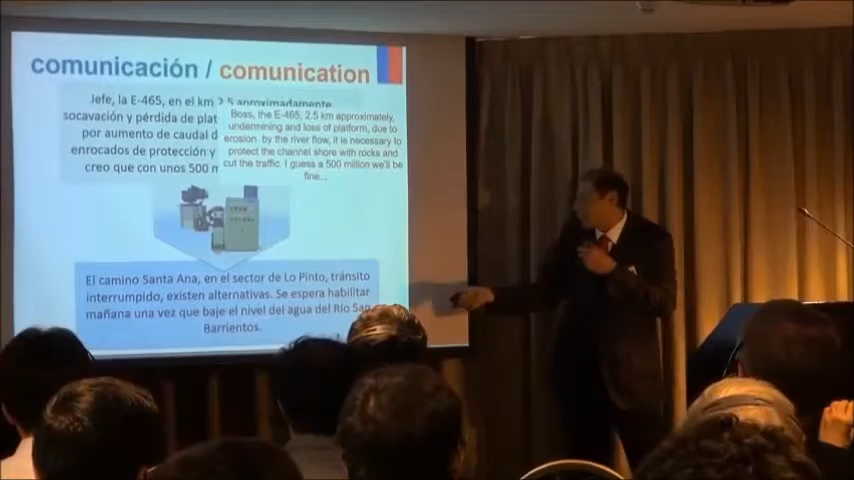 comunicación / communication
Jefe, la E-465, en el km 2,5 aproximadamente
socavación y pérdida de plat
por aumento de caudal d
enrocados de protección y
creo que con unos 500 m
Boss, the E-465, 2.5 km approximately,
undermining and loss of platform, due to
erosion by the river flow, it is necessary to
protect the channel shore with rocks and
cut the traffic. I guess a 500 million we'll be
fine...
El camino Santa Ana, en el sector de Lo Pinto, tránsito
interrumpido, existen alternativas. Se espera habilitar
mañana una vez que baje el nivel del agua del Río San
Barrientos.